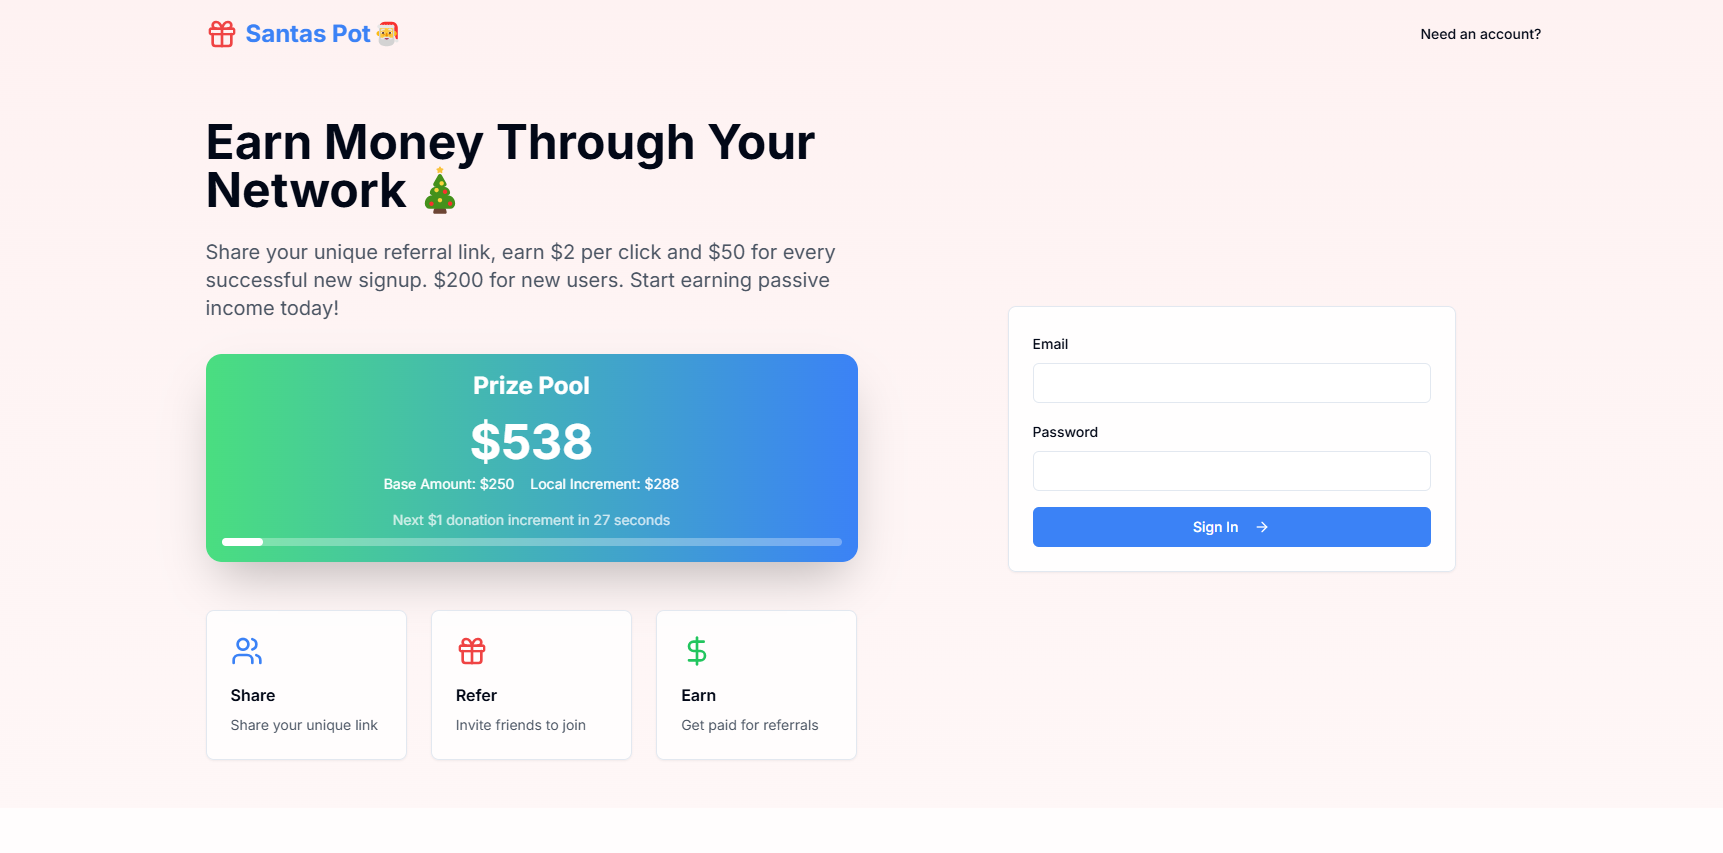 Santas Pot
Need an account?
Earn Money Through Your
Network
Share your unique referral link, earn $2 per click and $50 for every
successful new signup. $200 for new users. Start earning passive
income today!
Prize Pool
$538
Base Amount: $250 Local Increment: $288
Next $1 donation increment in 27 seconds
Email
Password
Sign In
Share
Share your unique link
Refer
Invite friends to join
Earn
Get paid for referrals